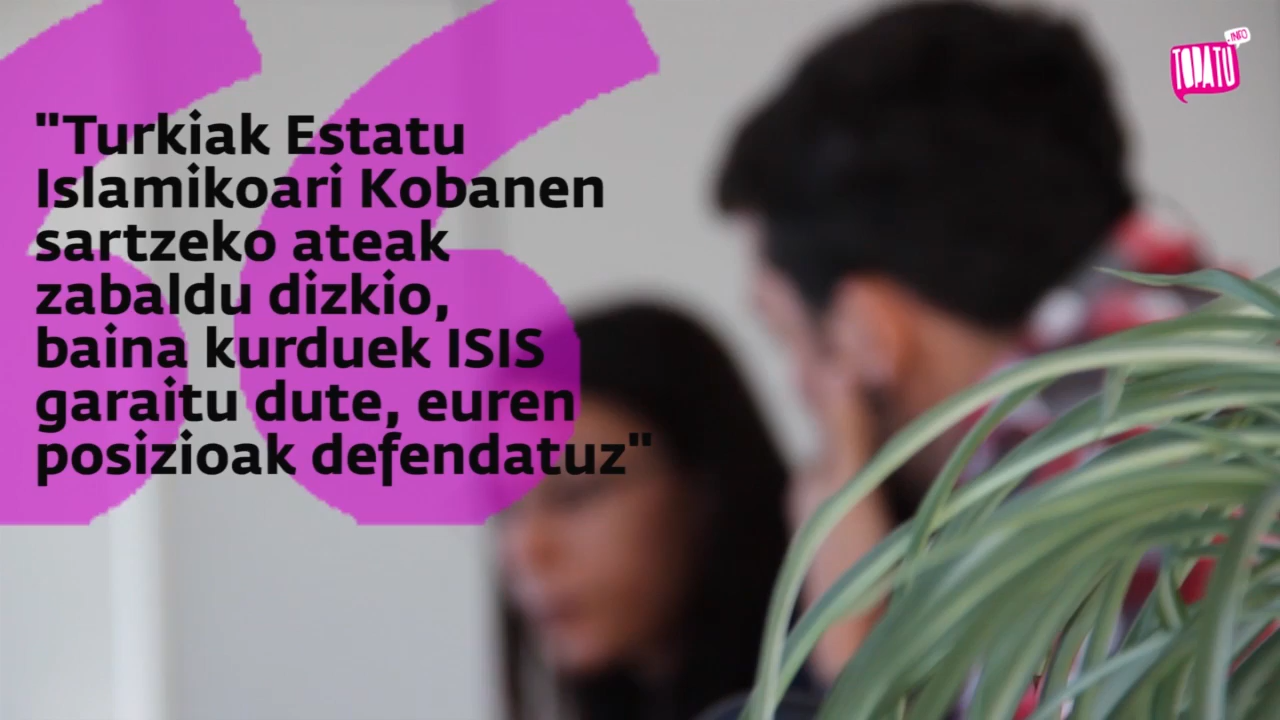 "Turkiak Estatu
Islamikoari Kobanen
sartzeko ateak
zabaldu dizkio,
baina kurduek ISIS
garaitu dute, euren
posizioak defendatuz"
TOPATU
.INFO